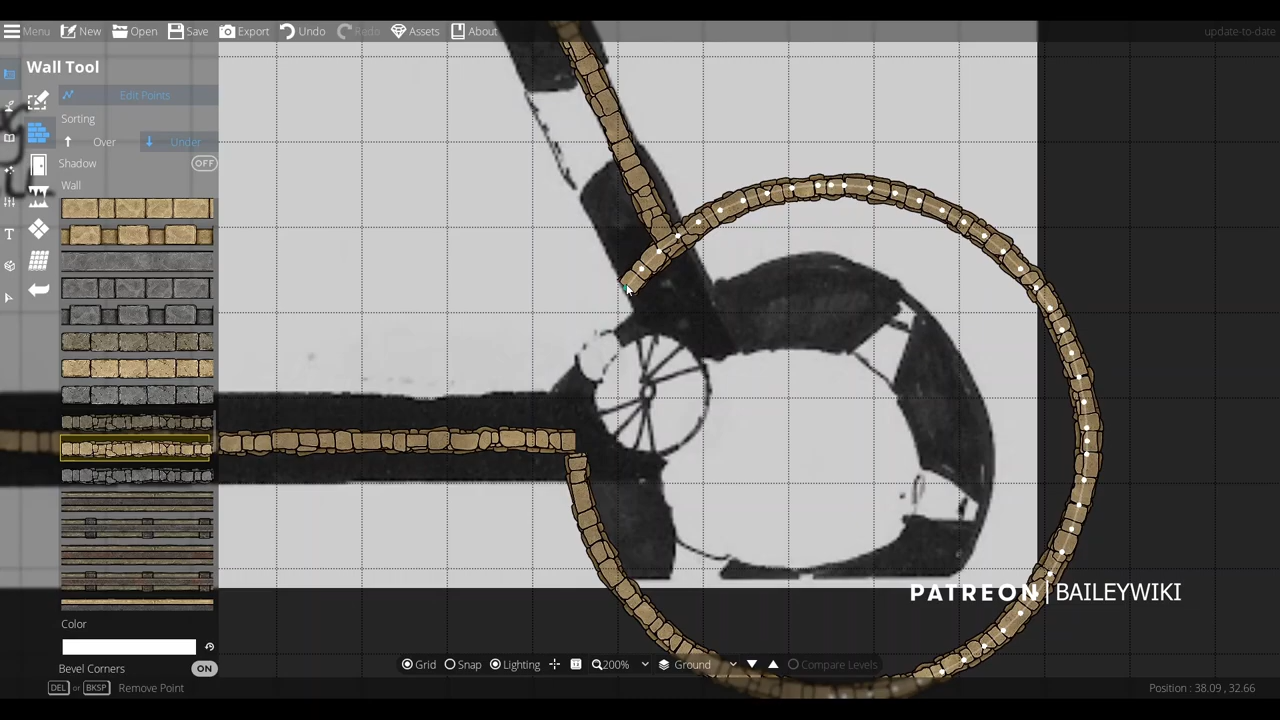 Menu New Open Save Export Undo Redo Assets About update-to-date
Wall Tool
Edit Points
Sorting
Over Under
Shadow OFF
Wall
PATREON | BAILEYWIKI
Color
Bevel Corners ON
Grid Snap Lighting 200% Ground Compare Levels
DEL or BKSP Remove Point
Position : 38.09 , 32.66